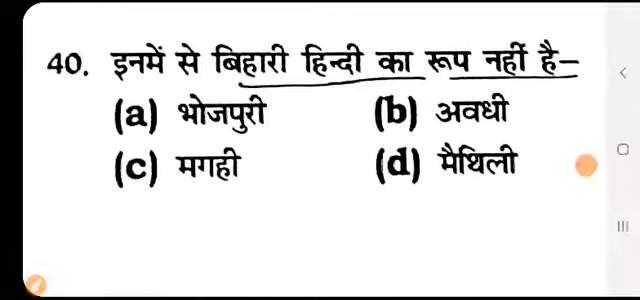 40. इनमें से बिहारी हिन्दी का रूप नहीं है–
(a) भोजपुरी (b) अवधी
(c) मगही (d) मैथिली